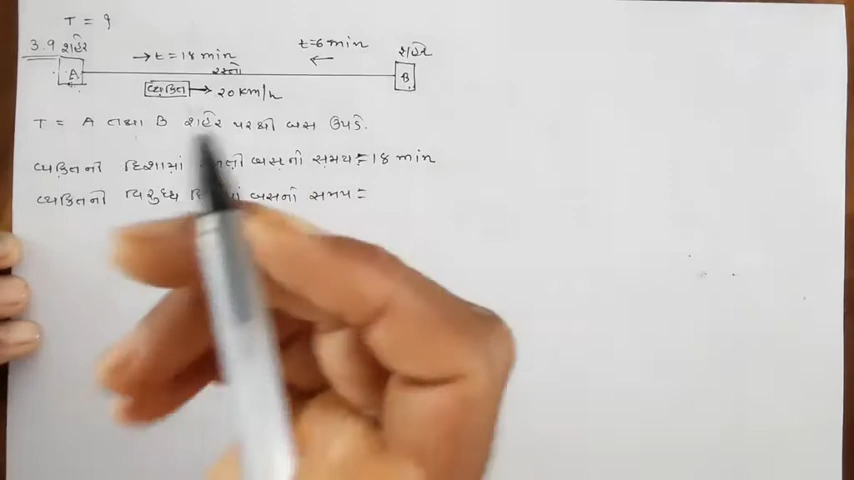 T = ?
3.9 શહેર t = 18 min t=6 min શહેર
A રસ્તો B
વ્યક્તિ → 20 km/h
T = A તથા B શહેર પરથી બસ ઉપડે.
વ્યક્તિની દિશામાં બસનો સમય = 18 min
વ્યક્તિની વિરુધ્ધ બસનો સમય =